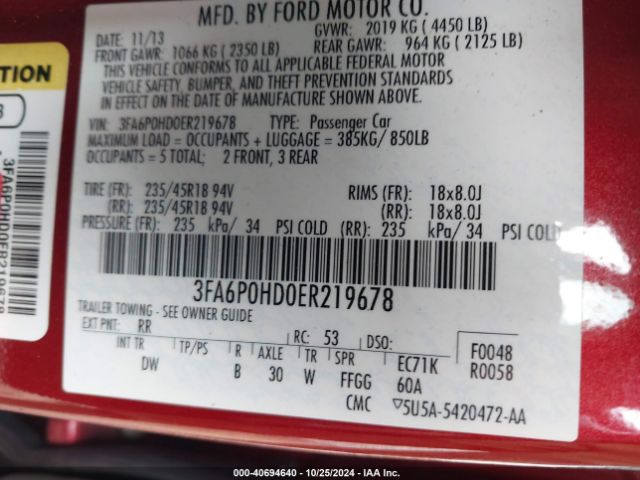 MFD. BY FORD MOTOR CO.
DATE: 11/13
GVWR: 2019 KG ( 4450 LB)
FRONT GAWR: 1066 KG ( 2350 LB)
REAR GAWR: 964 KG ( 2125 LB)
THIS VEHICLE CONFORMS TO ALL APPLICABLE FEDERAL MOTOR
VEHICLE SAFETY, BUMPER, AND THEFT PREVENTION STANDARDS
IN EFFECT ON THE DATE OF MANUFACTURE SHOWN ABOVE.
VIN: 3FA6P0HD0ER219678 TYPE: Passenger Car
MAXIMUM LOAD = OCCUPANTS + LUGGAGE = 385KG/ 850LB
OCCUPANTS = 5 TOTAL; 2 FRONT, 3 REAR
TIRE (FR): 235/45R18 94V RIMS (FR): 18x8.0J
(RR): 235/45R18 94V (RR): 18x8.0J
PRESSURE (FR): 235 kPa/ 34 PSI COLD (RR): 235 kPa/ 34 PSI COLD
3FA6P0HD0ER219678
TRAILER TOWING - SEE OWNER GUIDE
EXT PNT: RR RC: 53 DSO:
INT TR TP/PS R AXLE TR SPR EC71K F0048
DW B 30 W FFGG 60A R0058
CMC ▽5U5A-5420472-AA
TION
3
3FA6P0HD0ER219678
000-40694640 - 10/25/2024 - IAA Inc.